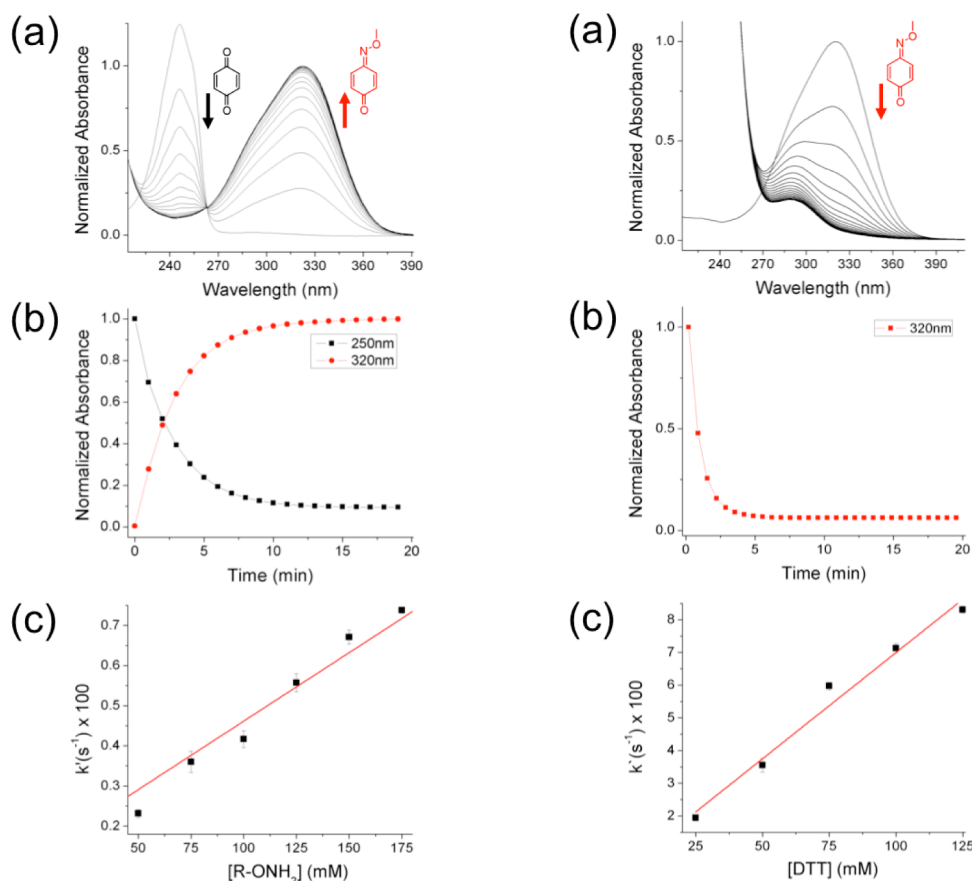 (a)
Normalized Absorbance
1.0
0.5
0.0
240
270
300
330
360
390
Wavelength (nm)
O
O
N
O
O
(b)
Normalized Absorbance
1.0
0.8
0.6
0.4
0.2
0.0
0
5
10
15
20
Time (min)
250nm
320nm
(c)
k'(s⁻¹) x 100
0.7
0.6
0.5
0.4
0.3
0.2
50
75
100
125
150
175
[R-ONH₂] (mM)
(a)
Normalized Absorbance
1.0
0.5
0.0
240
270
300
330
360
390
Wavelength (nm)
N
O
O
(b)
Normalized Absorbance
1.0
0.5
0.0
0
5
10
15
20
Time (min)
320nm
(c)
k`(s⁻¹) x 100
8
7
6
5
4
3
2
25
50
75
100
125
[DTT] (mM)